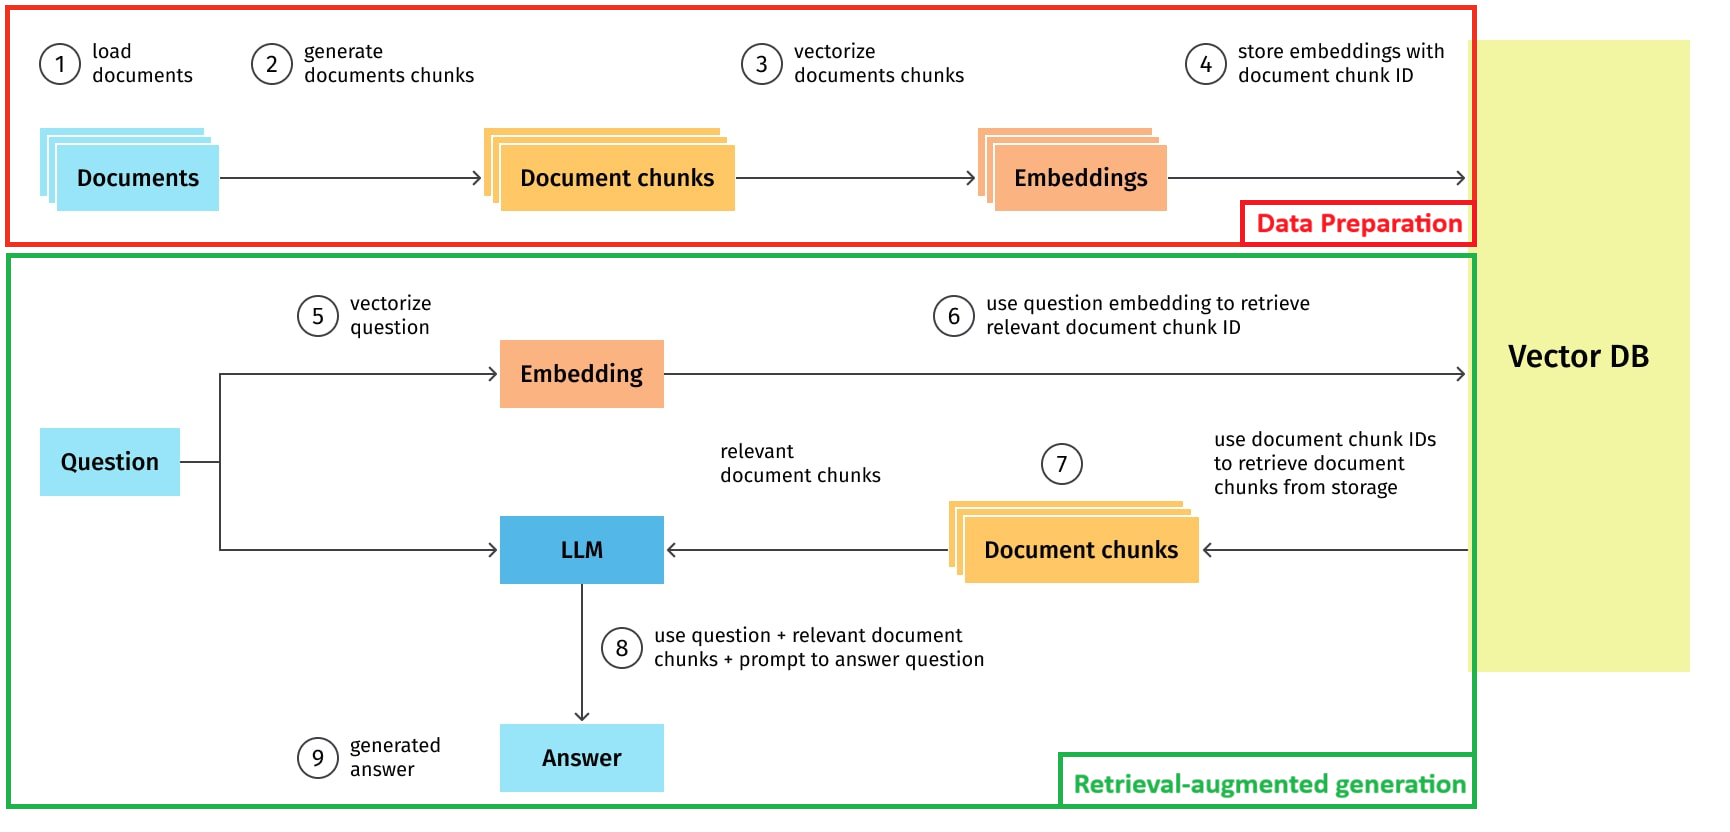 1
load
documents
2
generate
documents chunks
3
vectorize
documents chunks
4
store embeddings with
document chunk ID
Documents
Document chunks
Embeddings
Data Preparation
5
vectorize
question
6
use question embedding to retrieve
relevant document chunk ID
Vector DB
Embedding
Question
relevant
document chunks
7
use document chunk IDs
to retrieve document
chunks from storage
LLM
Document chunks
8
use question + relevant document
chunks + prompt to answer question
9
generated
answer
Answer
Retrieval-augmented generation